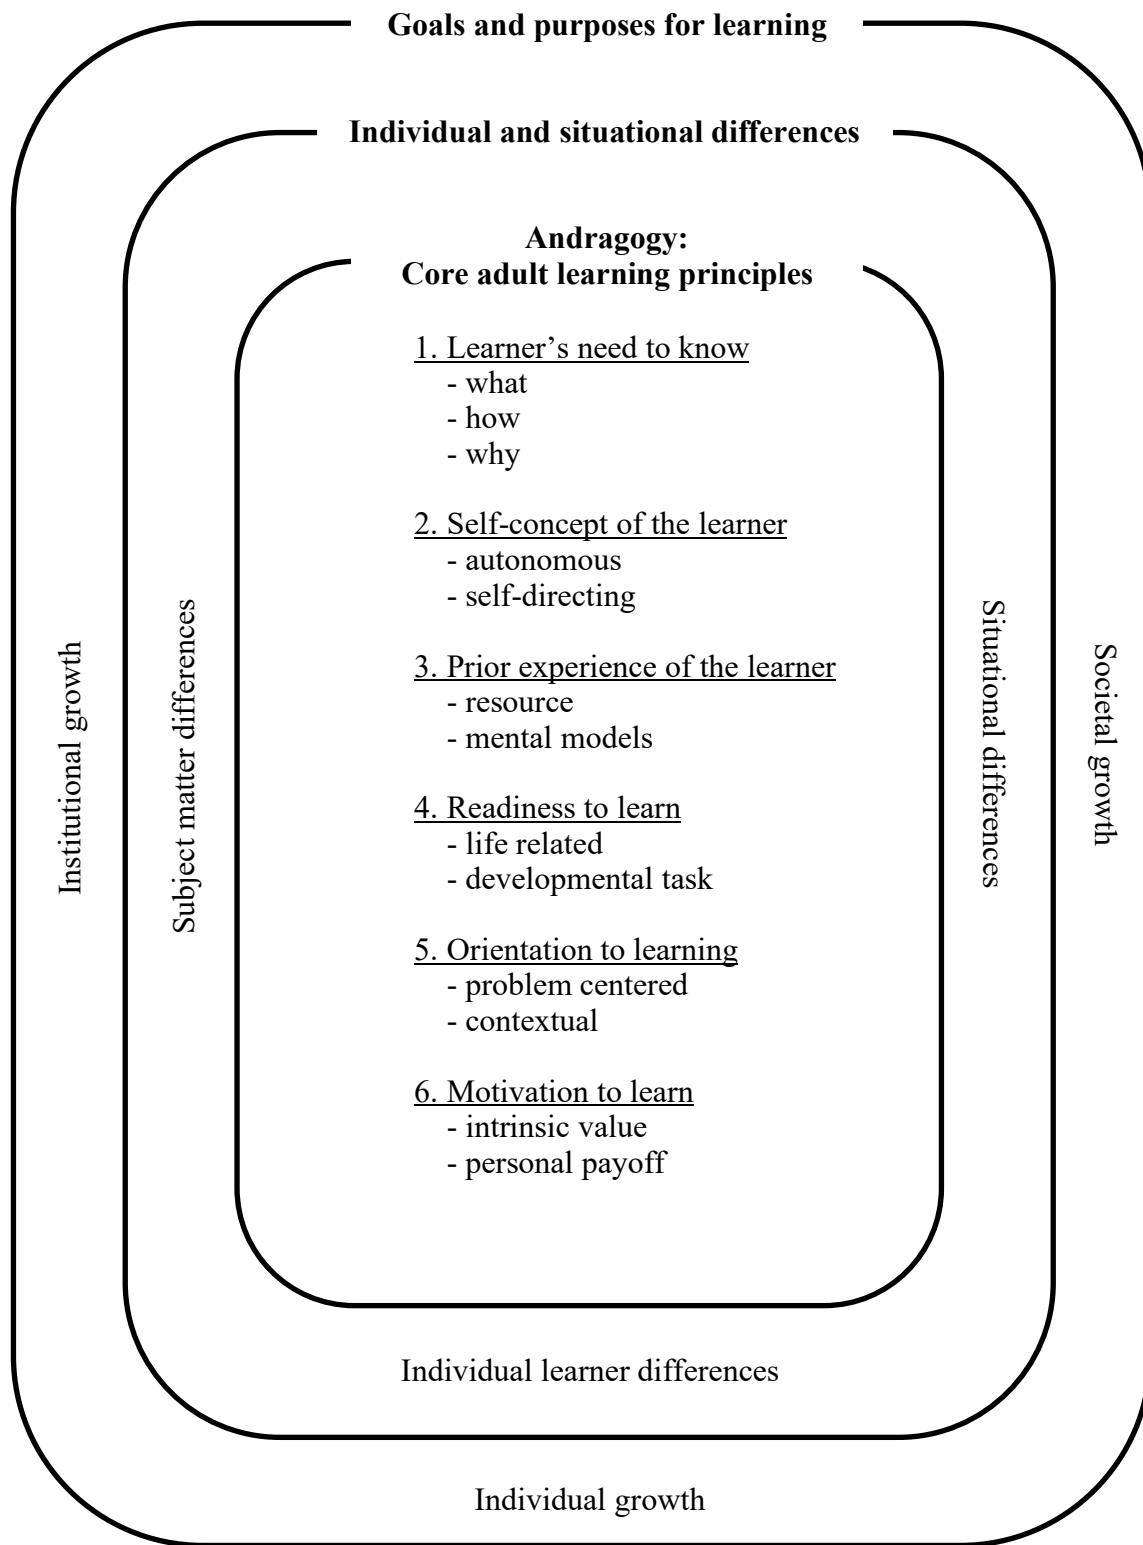 Goals and purposes for learning
Individual and situational differences
Andragogy:
Core adult learning principles
1. Learner’s need to know
- what
- how
- why
2. Self-concept of the learner
- autonomous
- self-directing
3. Prior experience of the learner
- resource
- mental models
4. Readiness to learn
- life related
- developmental task
5. Orientation to learning
- problem centered
- contextual
6. Motivation to learn
- intrinsic value
- personal payoff
Institutional growth
Subject matter differences
Situational differences
Societal growth
Individual learner differences
Individual growth